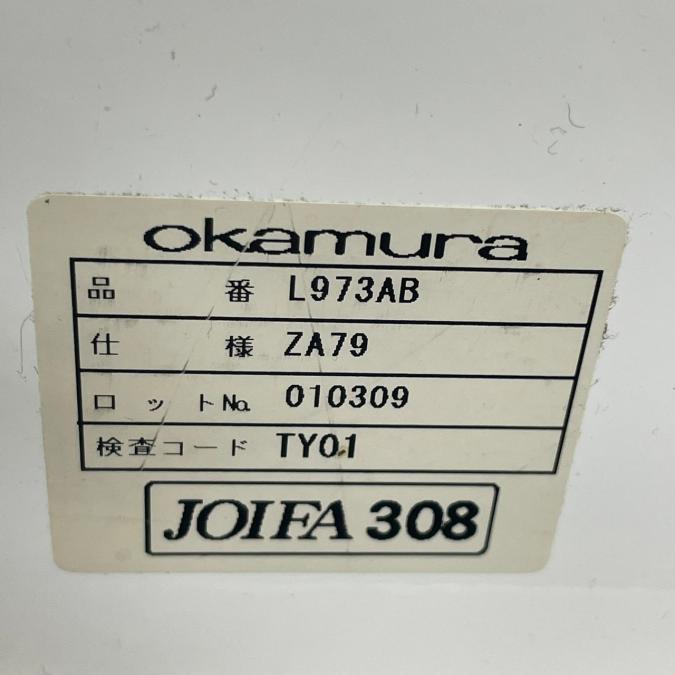 okamura
品番 L973AB
仕様 ZA79
ロットNo. 010309
検査コード TY01
JOIFA 308